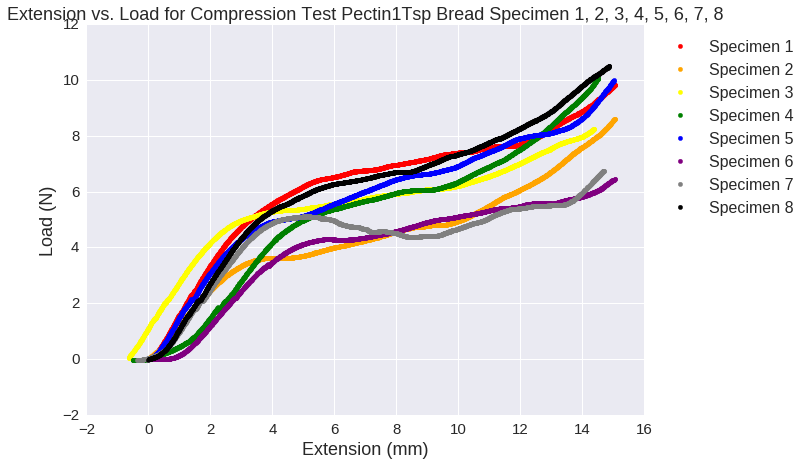 Extension vs. Load for Compression Test Pectin1Tsp Bread Specimen 1, 2, 3, 4, 5, 6, 7, 8
12
10
8
6
4
2
0
−2
Load (N)
−2 0 2 4 6 8 10 12 14 16
Extension (mm)
Specimen 1
Specimen 2
Specimen 3
Specimen 4
Specimen 5
Specimen 6
Specimen 7
Specimen 8